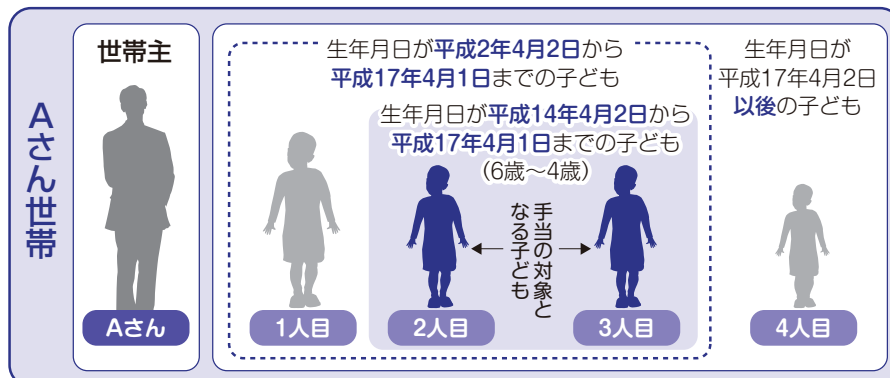 Aさん世帯
世帯主
Aさん
生年月日が平成2年4月2日から
平成17年4月1日までの子ども
生年月日が平成14年4月2日から
平成17年4月1日までの子ども
(6歳～4歳)
手当の対象と
なる子ども
1人目
2人目
3人目
生年月日が
平成17年4月2日
以後の子ども
4人目